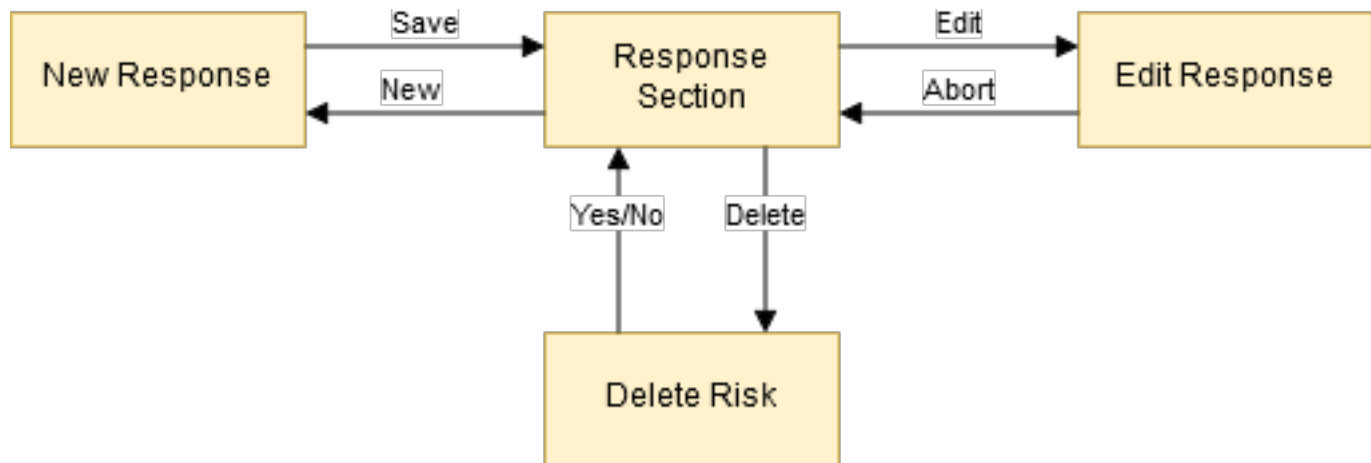 Save
Edit
New Response
Response
Section
Edit Response
New
Abort
Yes/No
Delete
Delete Risk